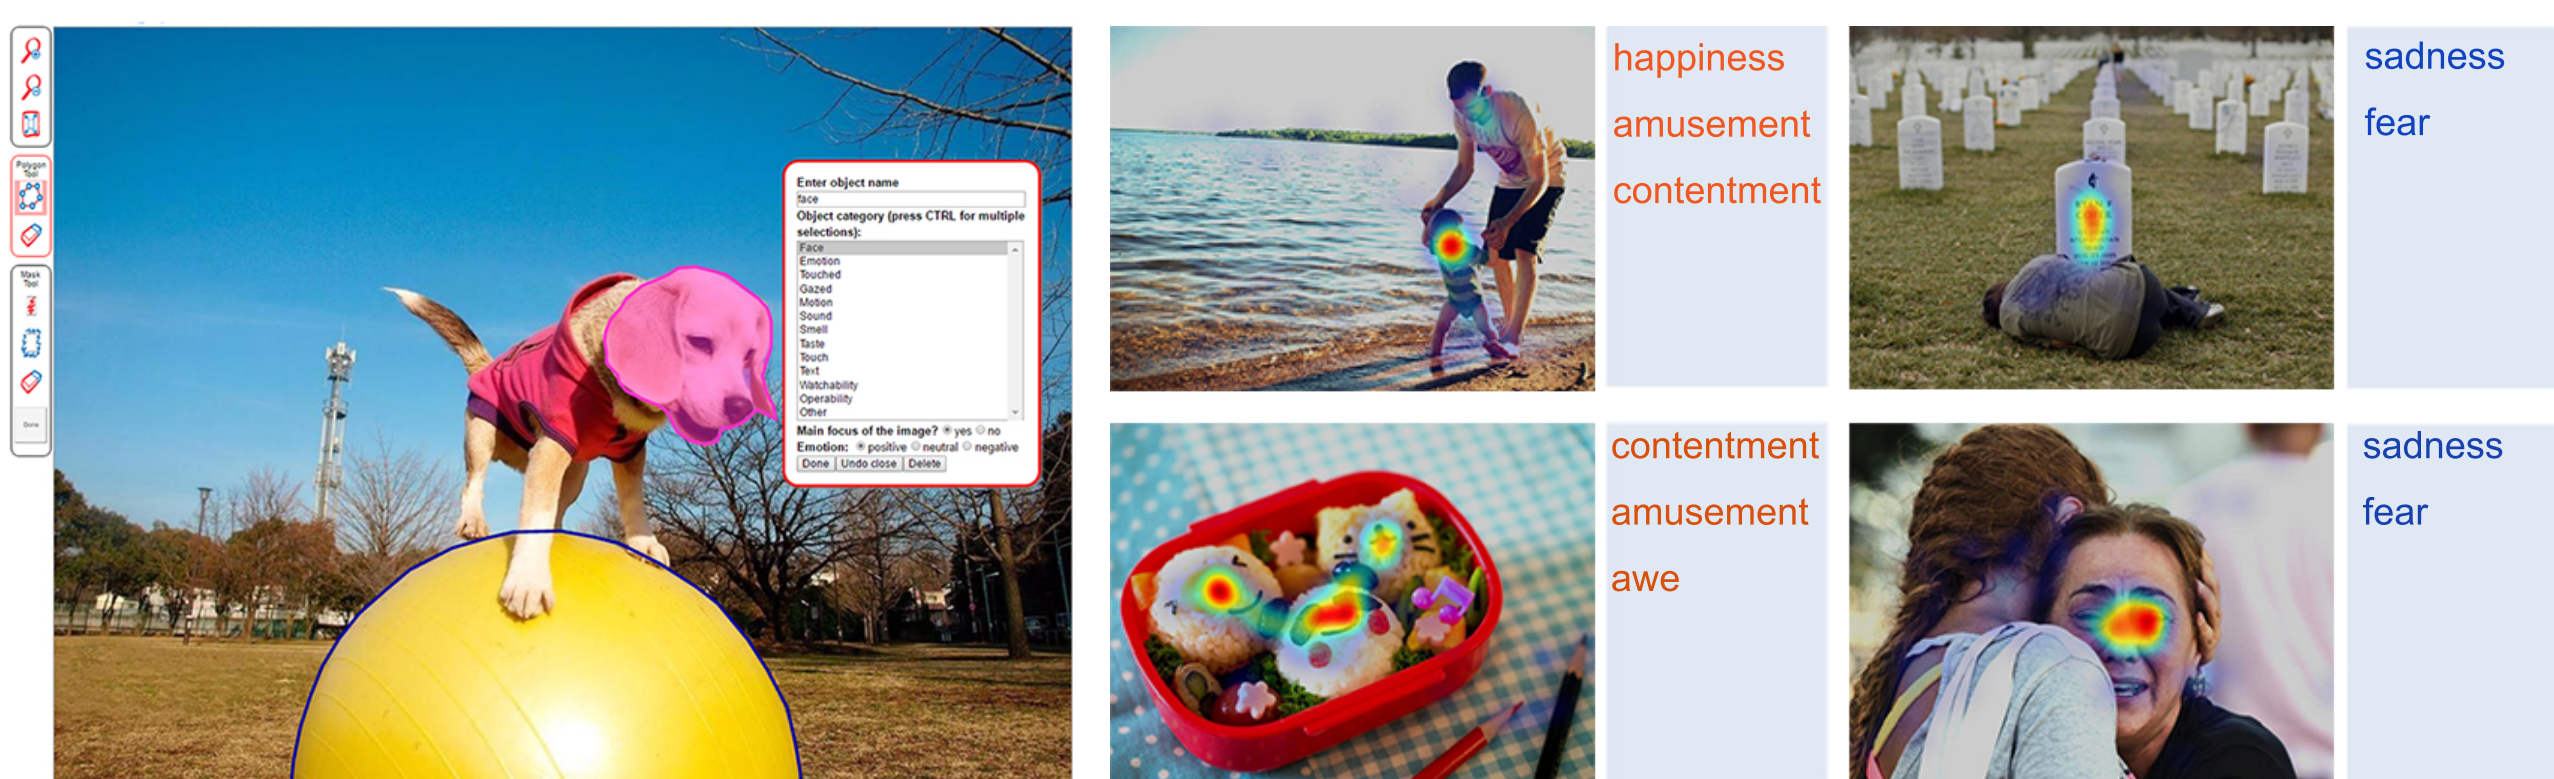 Polygon
Tool
Mask
Tool
Done
Enter object name
face
Object category (press CTRL for multiple
selections):
Face
Emotion
Touched
Gazed
Motion
Sound
Smell
Taste
Touch
Text
Watchability
Operability
Other
Main focus of the image? yes no
Emotion: positive neutral negative
Done Undo close Delete
happiness
amusement
contentment
sadness
fear
contentment
amusement
awe
sadness
fear